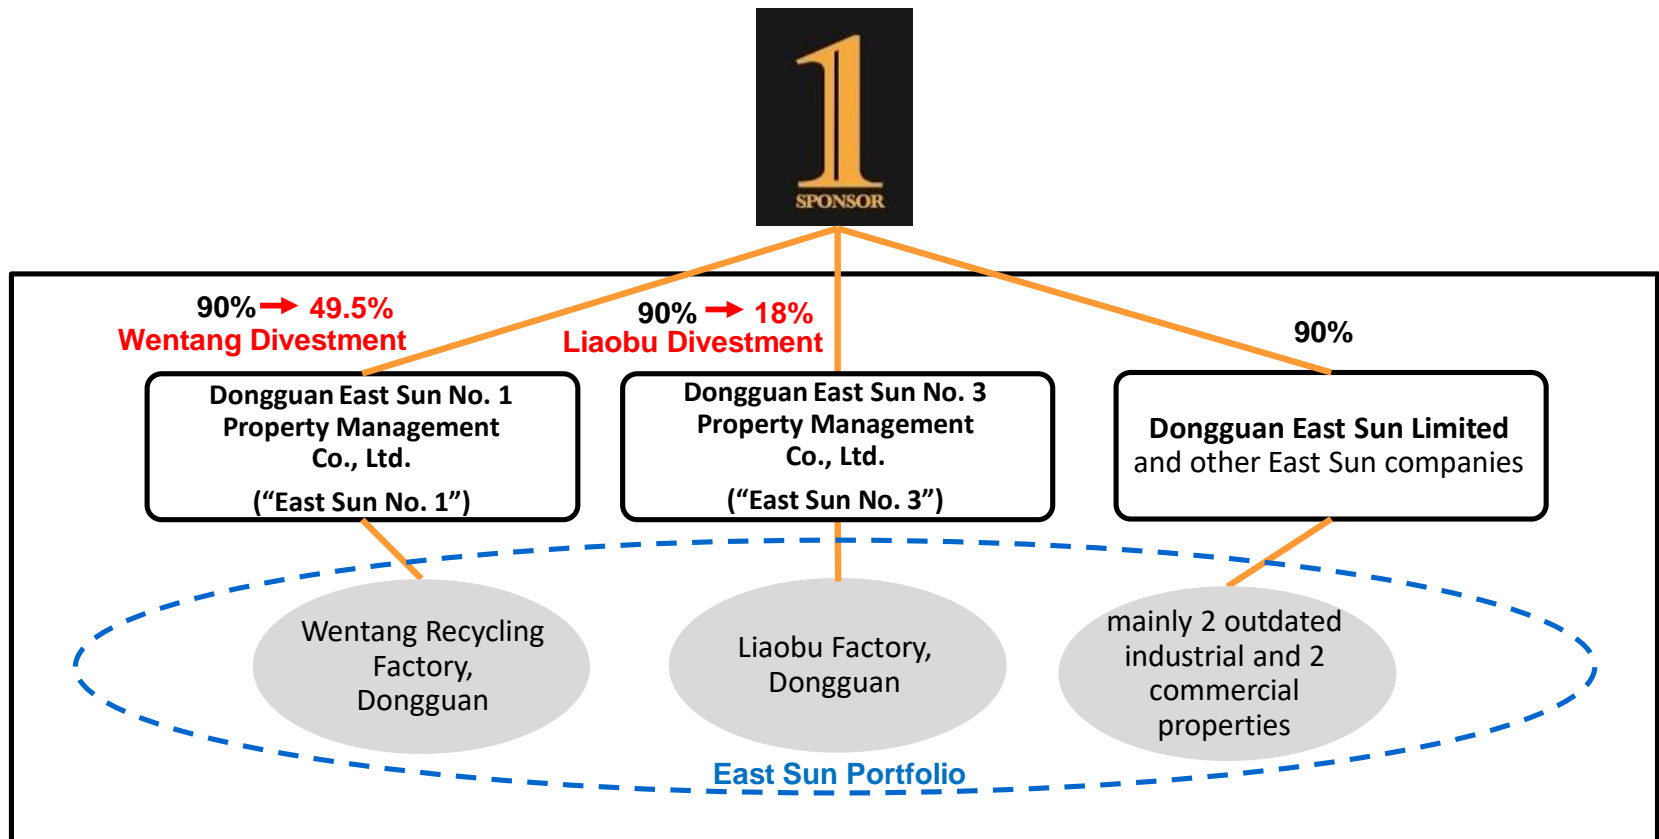 1
SPONSOR
90% 49.5%
Wentang Divestment
90% 18%
Liaobu Divestment
90%
Dongguan East Sun No. 1
Property Management
Co., Ltd.
(“East Sun No. 1”)
Dongguan East Sun No. 3
Property Management
Co., Ltd.
(“East Sun No. 3”)
Dongguan East Sun Limited
and other East Sun companies
Wentang Recycling
Factory,
Dongguan
Liaobu Factory,
Dongguan
mainly 2 outdated
industrial and 2
commercial
properties
East Sun Portfolio